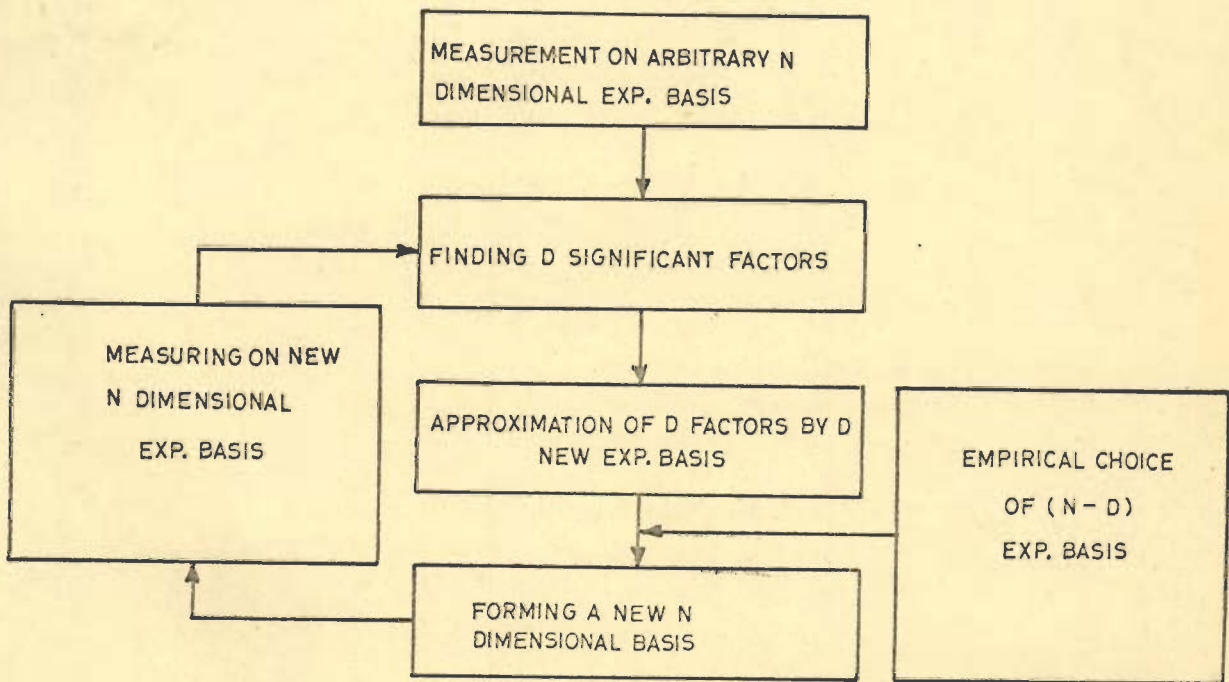 MEASUREMENT ON ARBITRARY N
DIMENSIONAL EXP. BASIS
FINDING D SIGNIFICANT FACTORS
MEASURING ON NEW
N DIMENSIONAL
EXP. BASIS
APPROXIMATION OF D FACTORS BY D
NEW EXP. BASIS
EMPIRICAL CHOICE
OF (N - D)
EXP. BASIS
FORMING A NEW N
DIMENSIONAL BASIS